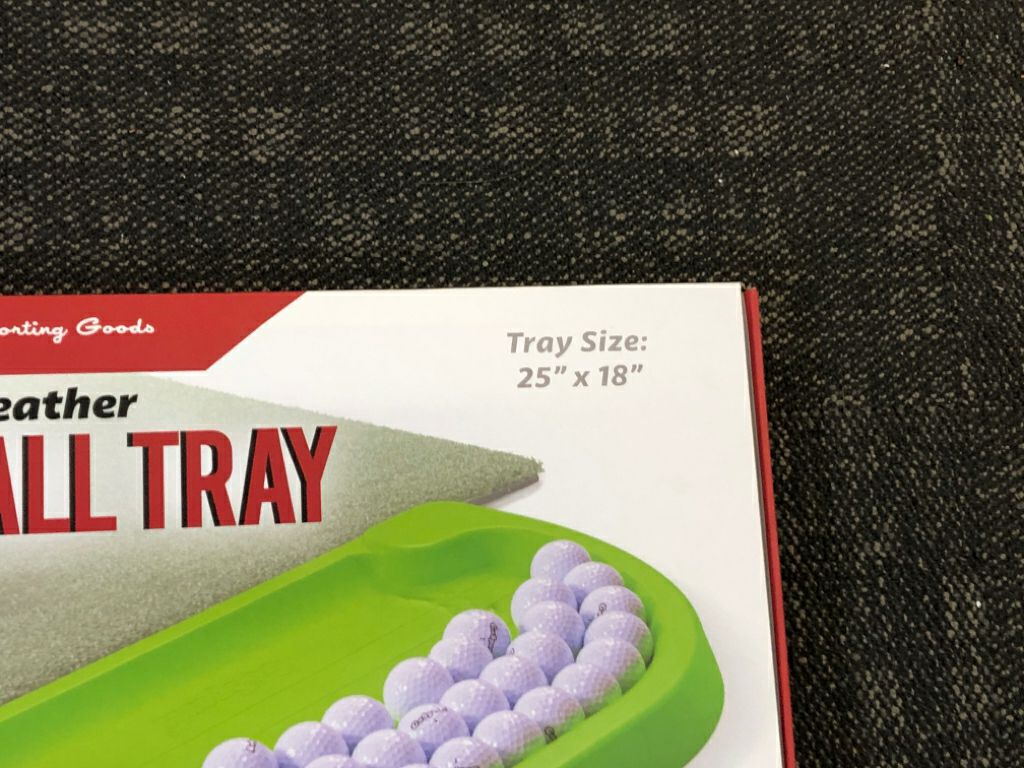 orting Goods
Tray Size:
25” x 18”
eather
ALL TRAY